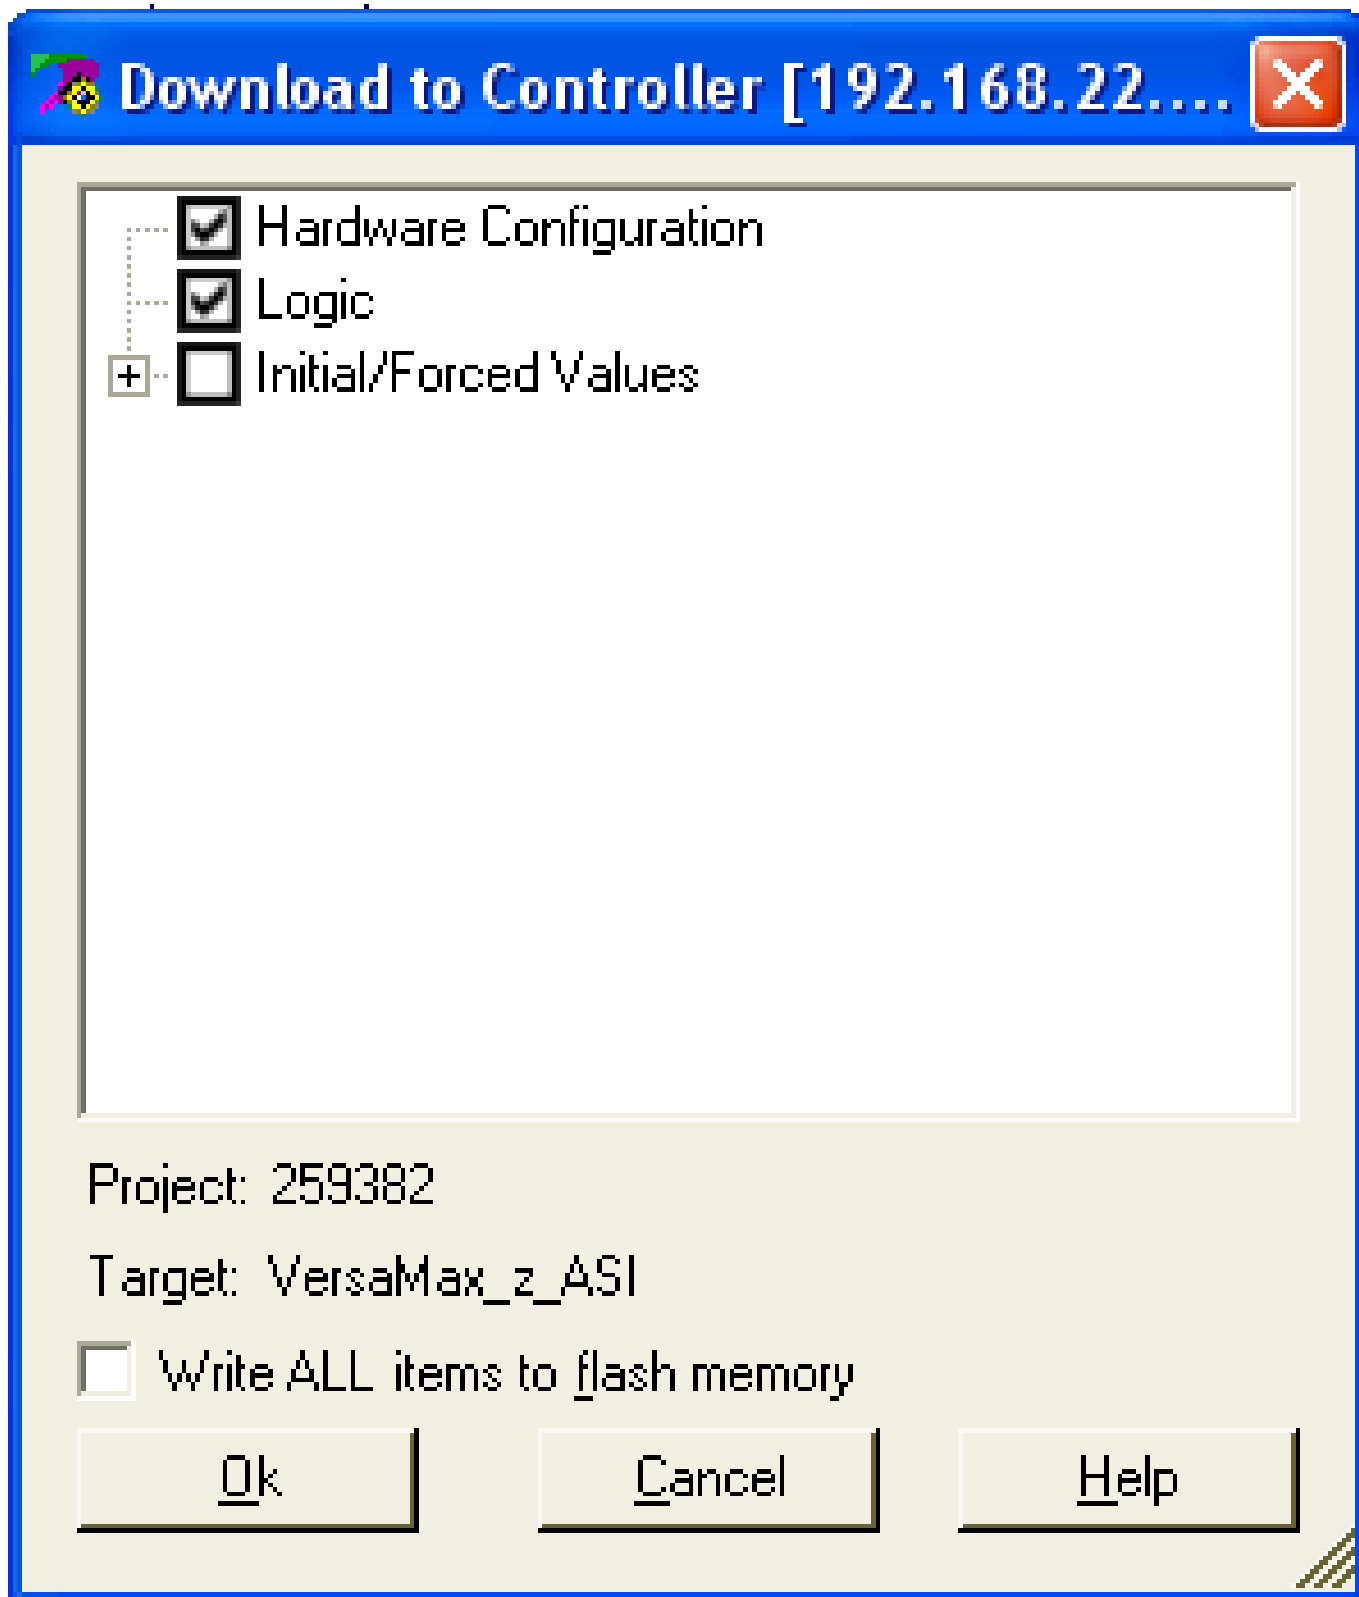 Download to Controller [192.168.22....
Hardware Configuration
Logic
Initial/Forced Values
Project: 259382
Target: VersaMax_z_ASI
Write ALL items to flash memory
Ok Cancel Help